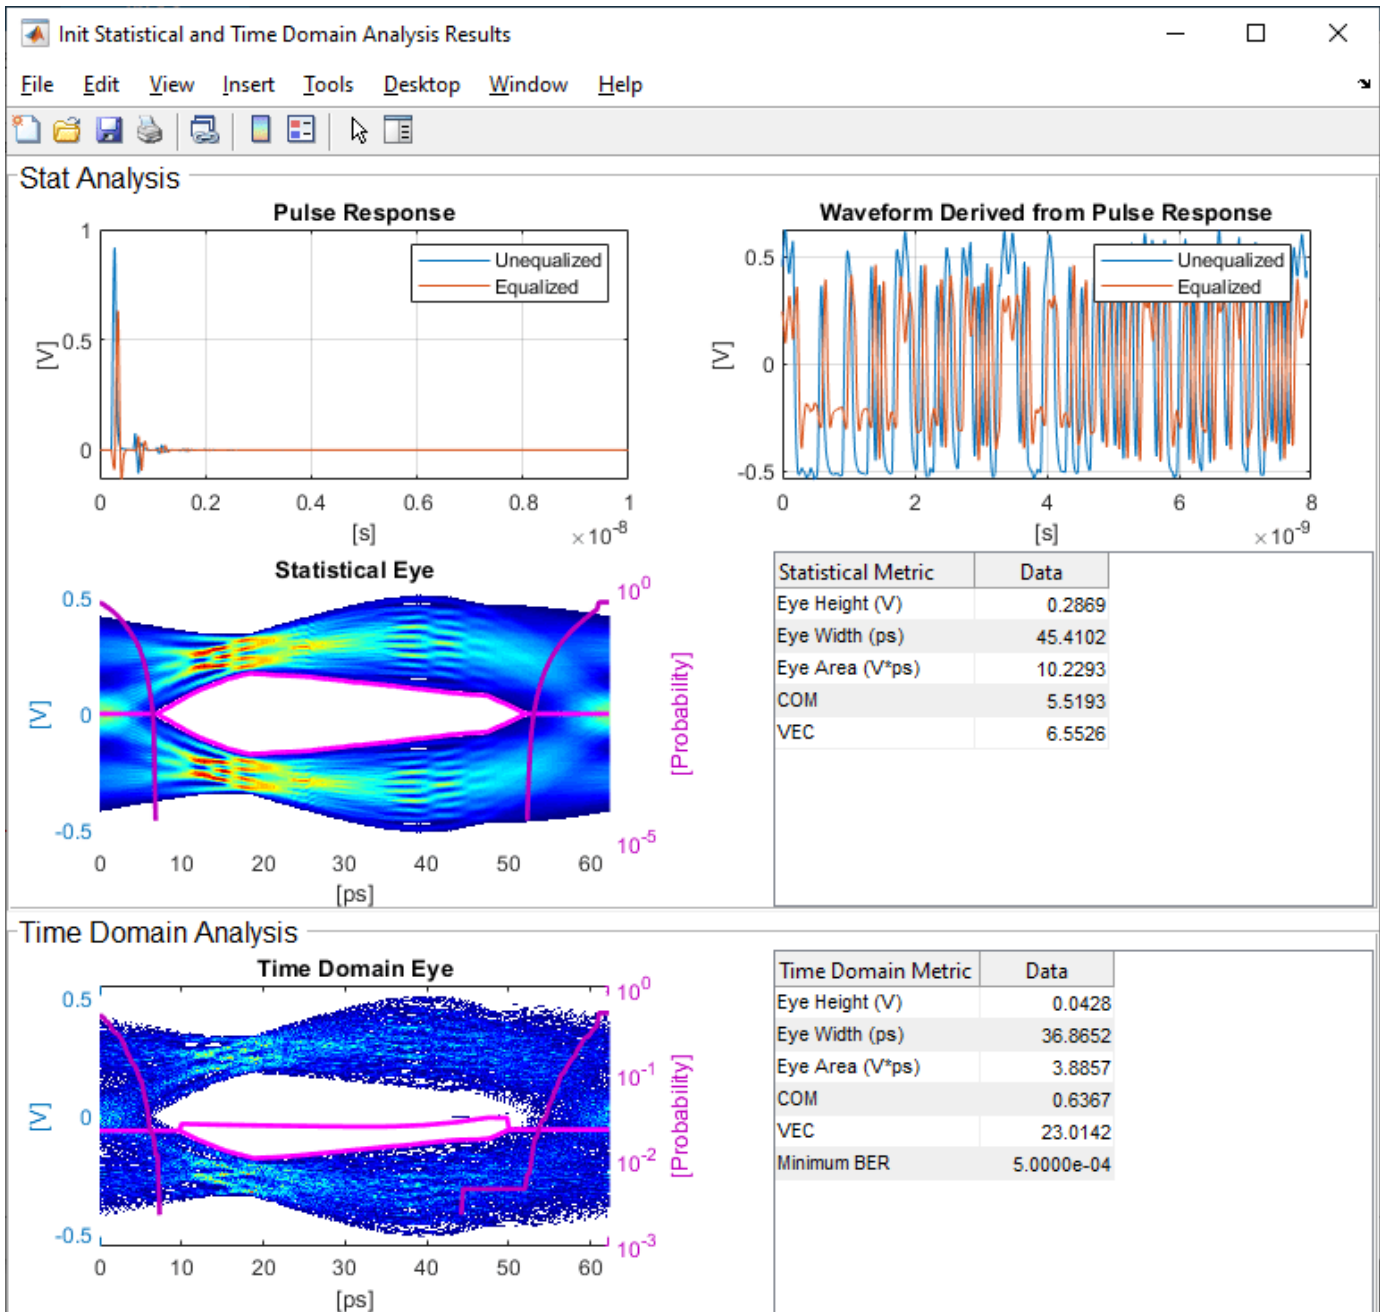 Init Statistical and Time Domain Analysis Results
File Edit View Insert Tools Desktop Window Help
Stat Analysis
Pulse Response
1
0.5
0
[V]
Unequalized
Equalized
0 0.2 0.4 0.6 0.8 1
[s]
×10^-8
Waveform Derived from Pulse Response
0.5
0
-0.5
[V]
Unequalized
Equalized
0 2 4 6 8
[s]
×10^-9
Statistical Eye
0.5
0
-0.5
[V]
10^0
10^-5
[Probability]
0 10 20 30 40 50 60
[ps]
Statistical Metric Data
Eye Height (V) 0.2869
Eye Width (ps) 45.4102
Eye Area (V*ps) 10.2293
COM 5.5193
VEC 6.5526
Time Domain Analysis
Time Domain Eye
0.5
0
-0.5
[V]
10^0
10^-1
10^-2
10^-3
[Probability]
0 10 20 30 40 50 60
[ps]
Time Domain Metric Data
Eye Height (V) 0.0428
Eye Width (ps) 36.8652
Eye Area (V*ps) 3.8857
COM 0.6367
VEC 23.0142
Minimum BER 5.0000e-04